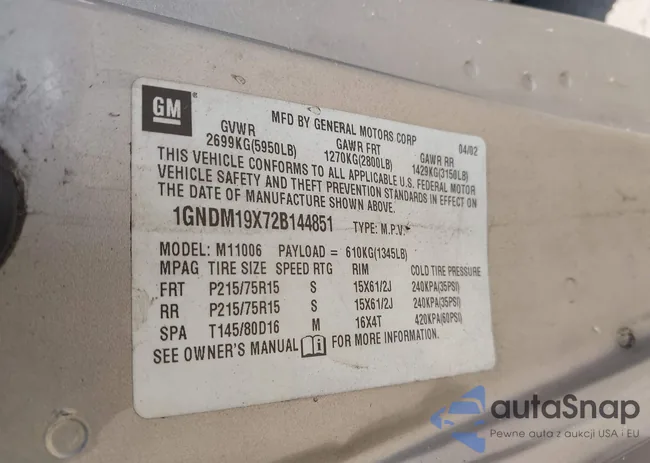 GM
MFD BY GENERAL MOTORS CORP 04/02
GVWR GAWR FRT GAWR RR
2699KG(5950LB) 1270KG(2800LB) 1429KG(3150LB)
THIS VEHICLE CONFORMS TO ALL APPLICABLE U.S. FEDERAL MOTOR
VEHICLE SAFETY AND THEFT PREVENTION STANDARDS IN EFFECT ON
THE DATE OF MANUFACTURE SHOWN ABOVE.
1GNDM19X72B144851 TYPE: M.P.V.
MODEL: M11006 PAYLOAD = 610KG(1345LB)
MPAG TIRE SIZE SPEED RTG RIM COLD TIRE PRESSURE
FRT P215/75R15 S 15X61/2J 240KPA(35PSI)
RR P215/75R15 S 15X61/2J 240KPA(35PSI)
SPA T145/80D16 M 16X4T 420KPA(60PSI)
SEE OWNER'S MANUAL FOR MORE INFORMATION.
autaSnap
Pewne auta z aukcji USA i EU